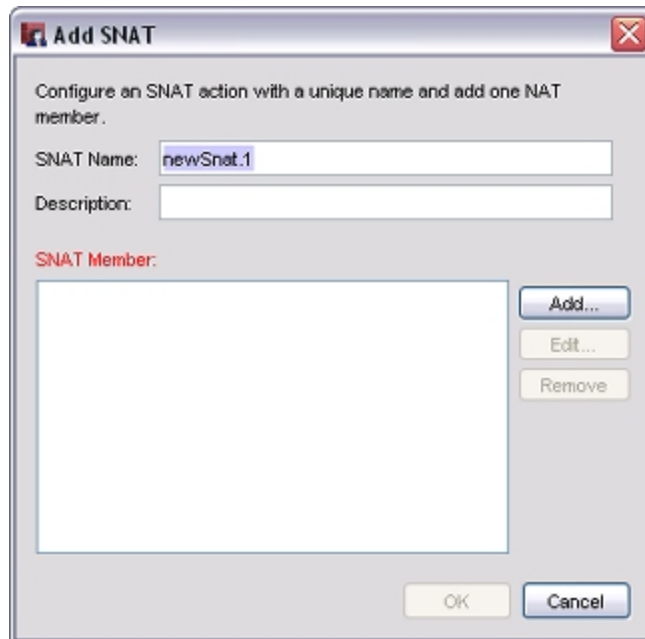 Add SNAT
Configure an SNAT action with a unique name and add one NAT
member.
SNAT Name: newSnat.1
Description:
SNAT Member:
Add...
Edit...
Remove
OK Cancel